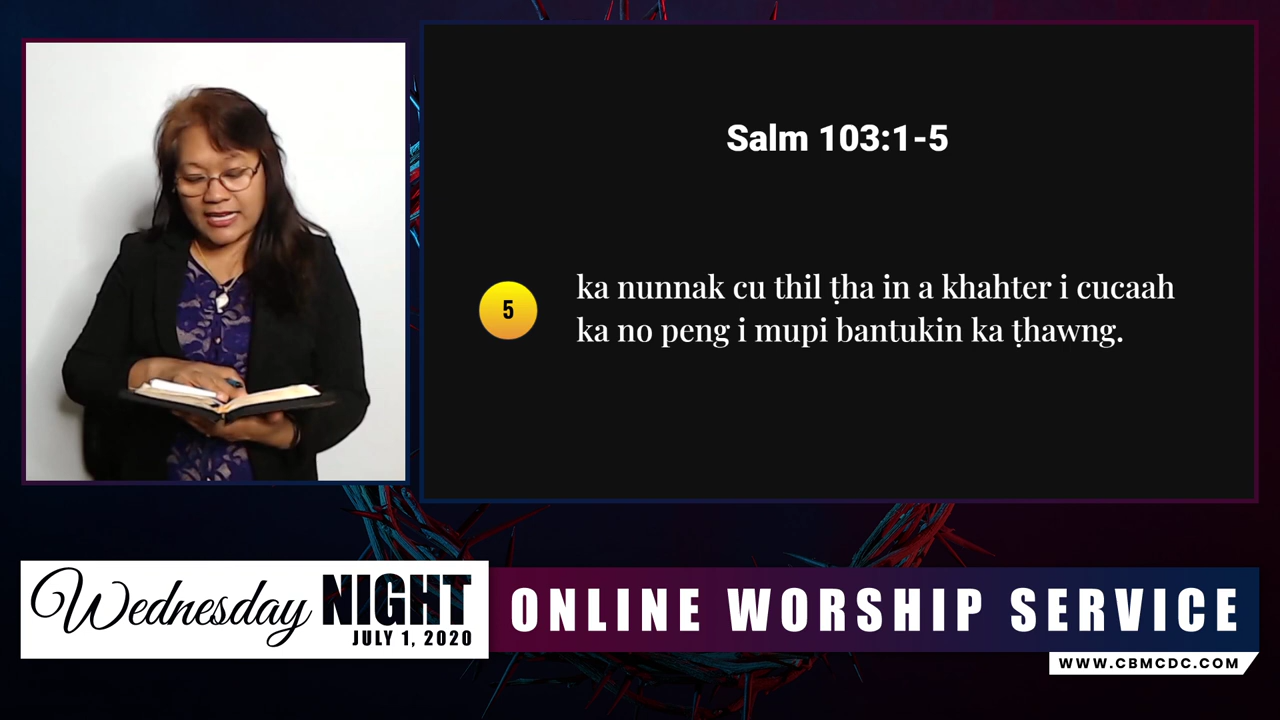 Salm 103:1-5
5
ka nunnak cu thil ṭha in a khahter i cucaah
ka no peng i mupi bantukin ka ṭhawng.
Wednesday NIGHT
JULY 1, 2020
ONLINE WORSHIP SERVICE
WWW.CBMCDC.COM